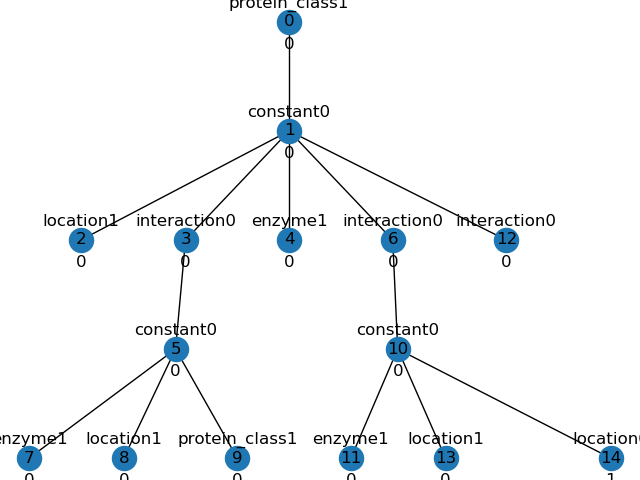 protein_class1
0
0
constant0
1
0
location1 interaction0 enzyme1 interaction0 interaction0
2 3 4 6 12
0 0 0 0 0
constant0 constant0
5 10
0 0
enzyme1 location1 protein_class1 enzyme1 location1
7 8 9 11 13 14
0 0 0 0 0 1